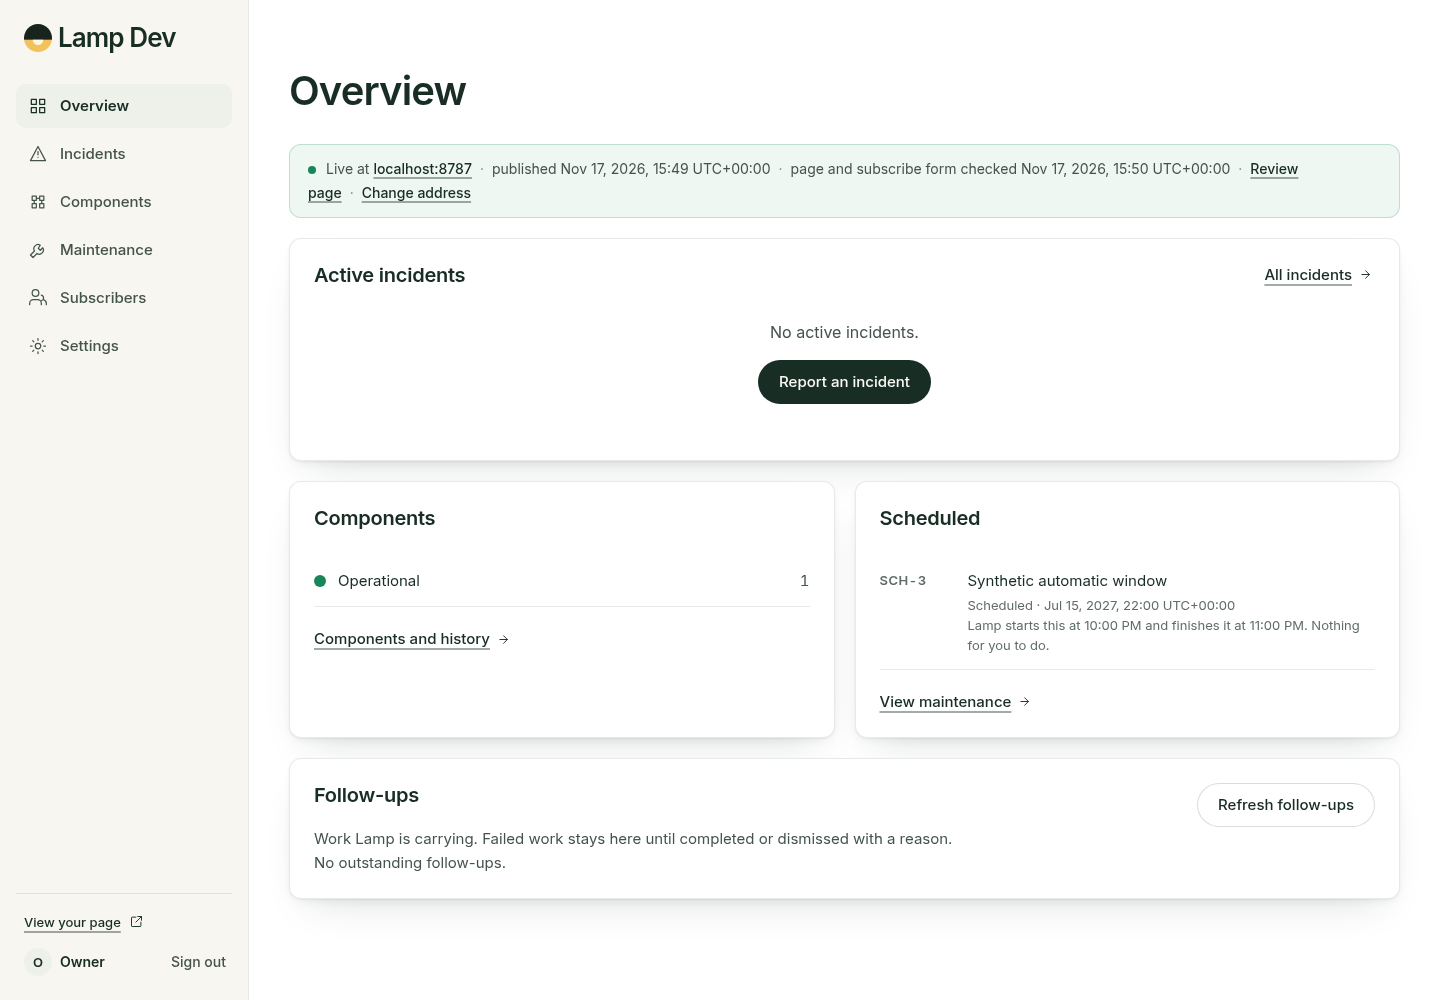 Lamp Dev
Overview
Incidents
Components
Maintenance
Subscribers
Settings
View your page
O Owner Sign out
Overview
Live at localhost:8787 · published Nov 17, 2026, 15:49 UTC+00:00 · page and subscribe form checked Nov 17, 2026, 15:50 UTC+00:00 · Review
page · Change address
Active incidents
All incidents →
No active incidents.
Report an incident
Components
Operational 1
Components and history →
Scheduled
SCH-3 Synthetic automatic window
Scheduled · Jul 15, 2027, 22:00 UTC+00:00
Lamp starts this at 10:00 PM and finishes it at 11:00 PM. Nothing
for you to do.
View maintenance →
Follow-ups
Refresh follow-ups
Work Lamp is carrying. Failed work stays here until completed or dismissed with a reason.
No outstanding follow-ups.